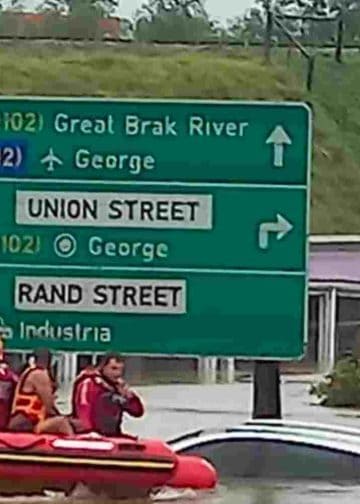 102) Great Brak River
2) George
UNION STREET
102) George
RAND STREET
Industria